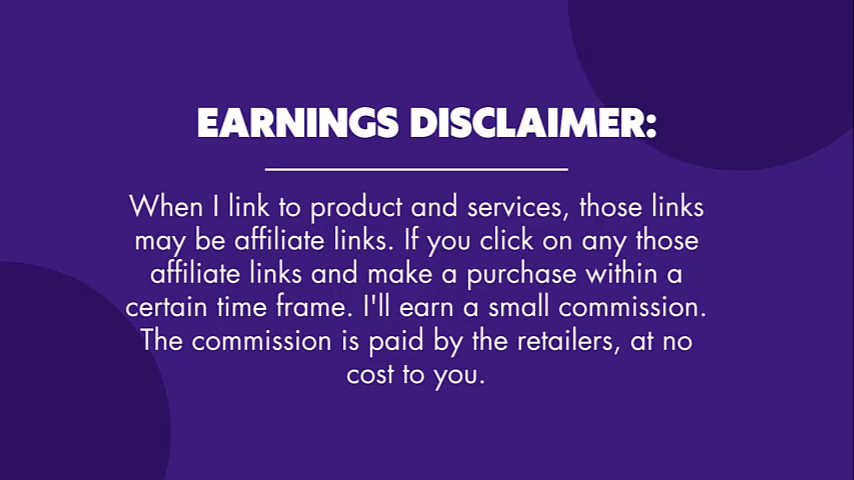 EARNINGS DISCLAIMER:
When I link to product and services, those links
may be affiliate links. If you click on any those
affiliate links and make a purchase within a
certain time frame. I'll earn a small commission.
The commission is paid by the retailers, at no
cost to you.